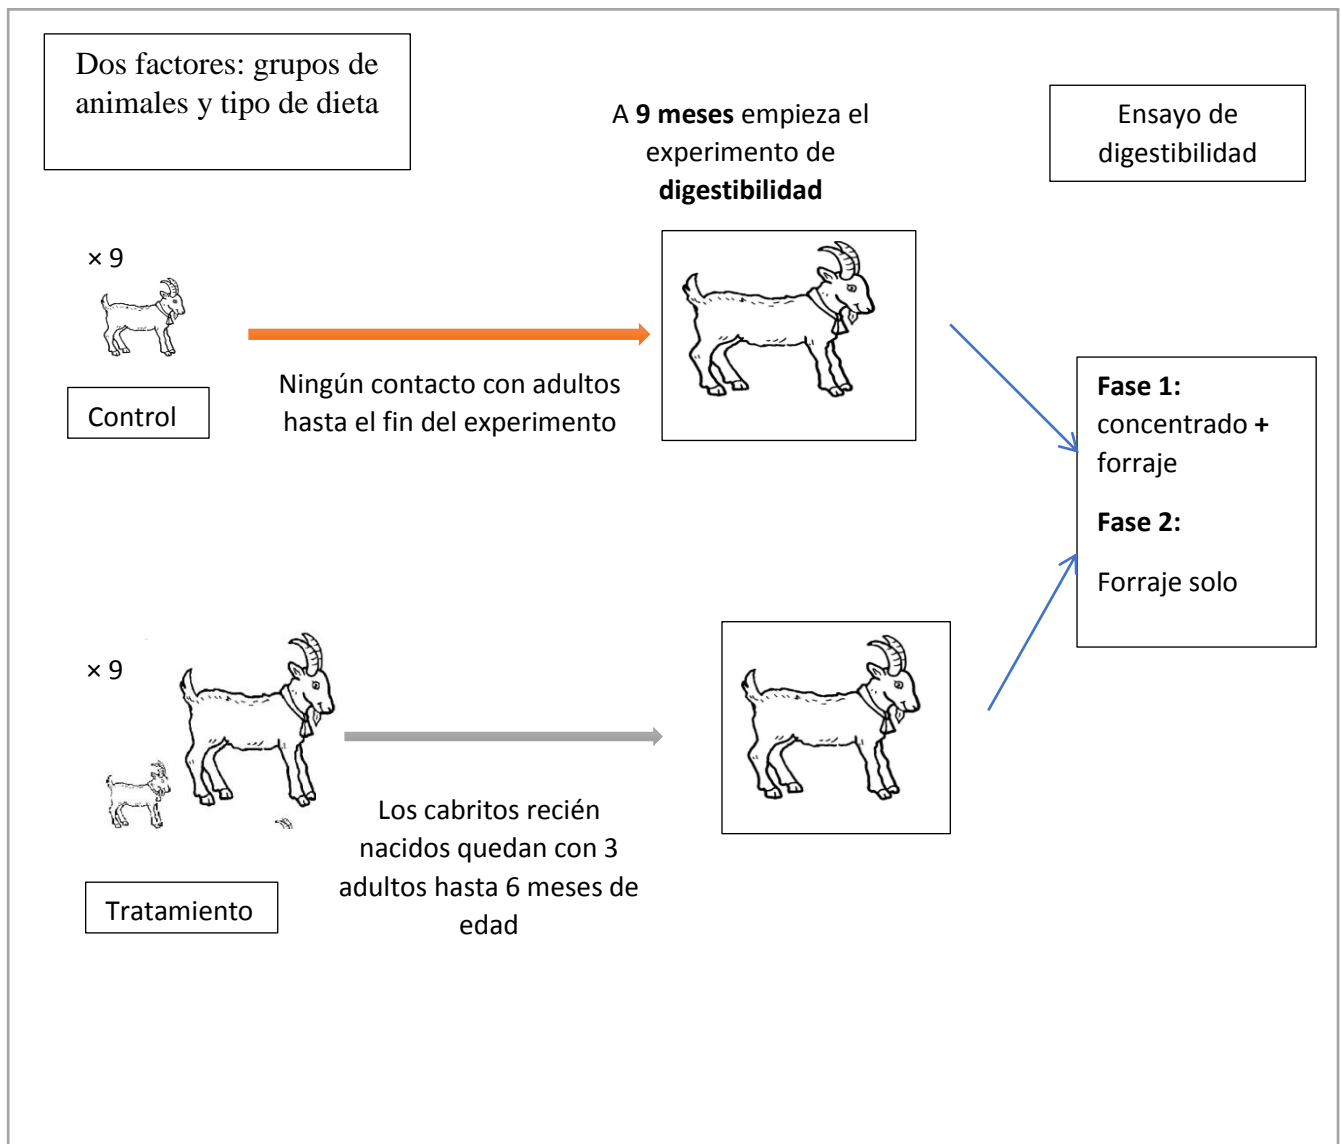 Dos factores: grupos de
animales y tipo de dieta
A 9 meses empieza el
experimento de
digestibilidad
Ensayo de
digestibilidad
× 9
Control
Ningún contacto con adultos
hasta el fin del experimento
Fase 1:
concentrado +
forraje
Fase 2:
Forraje solo
× 9
Tratamiento
Los cabritos recién
nacidos quedan con 3
adultos hasta 6 meses de
edad